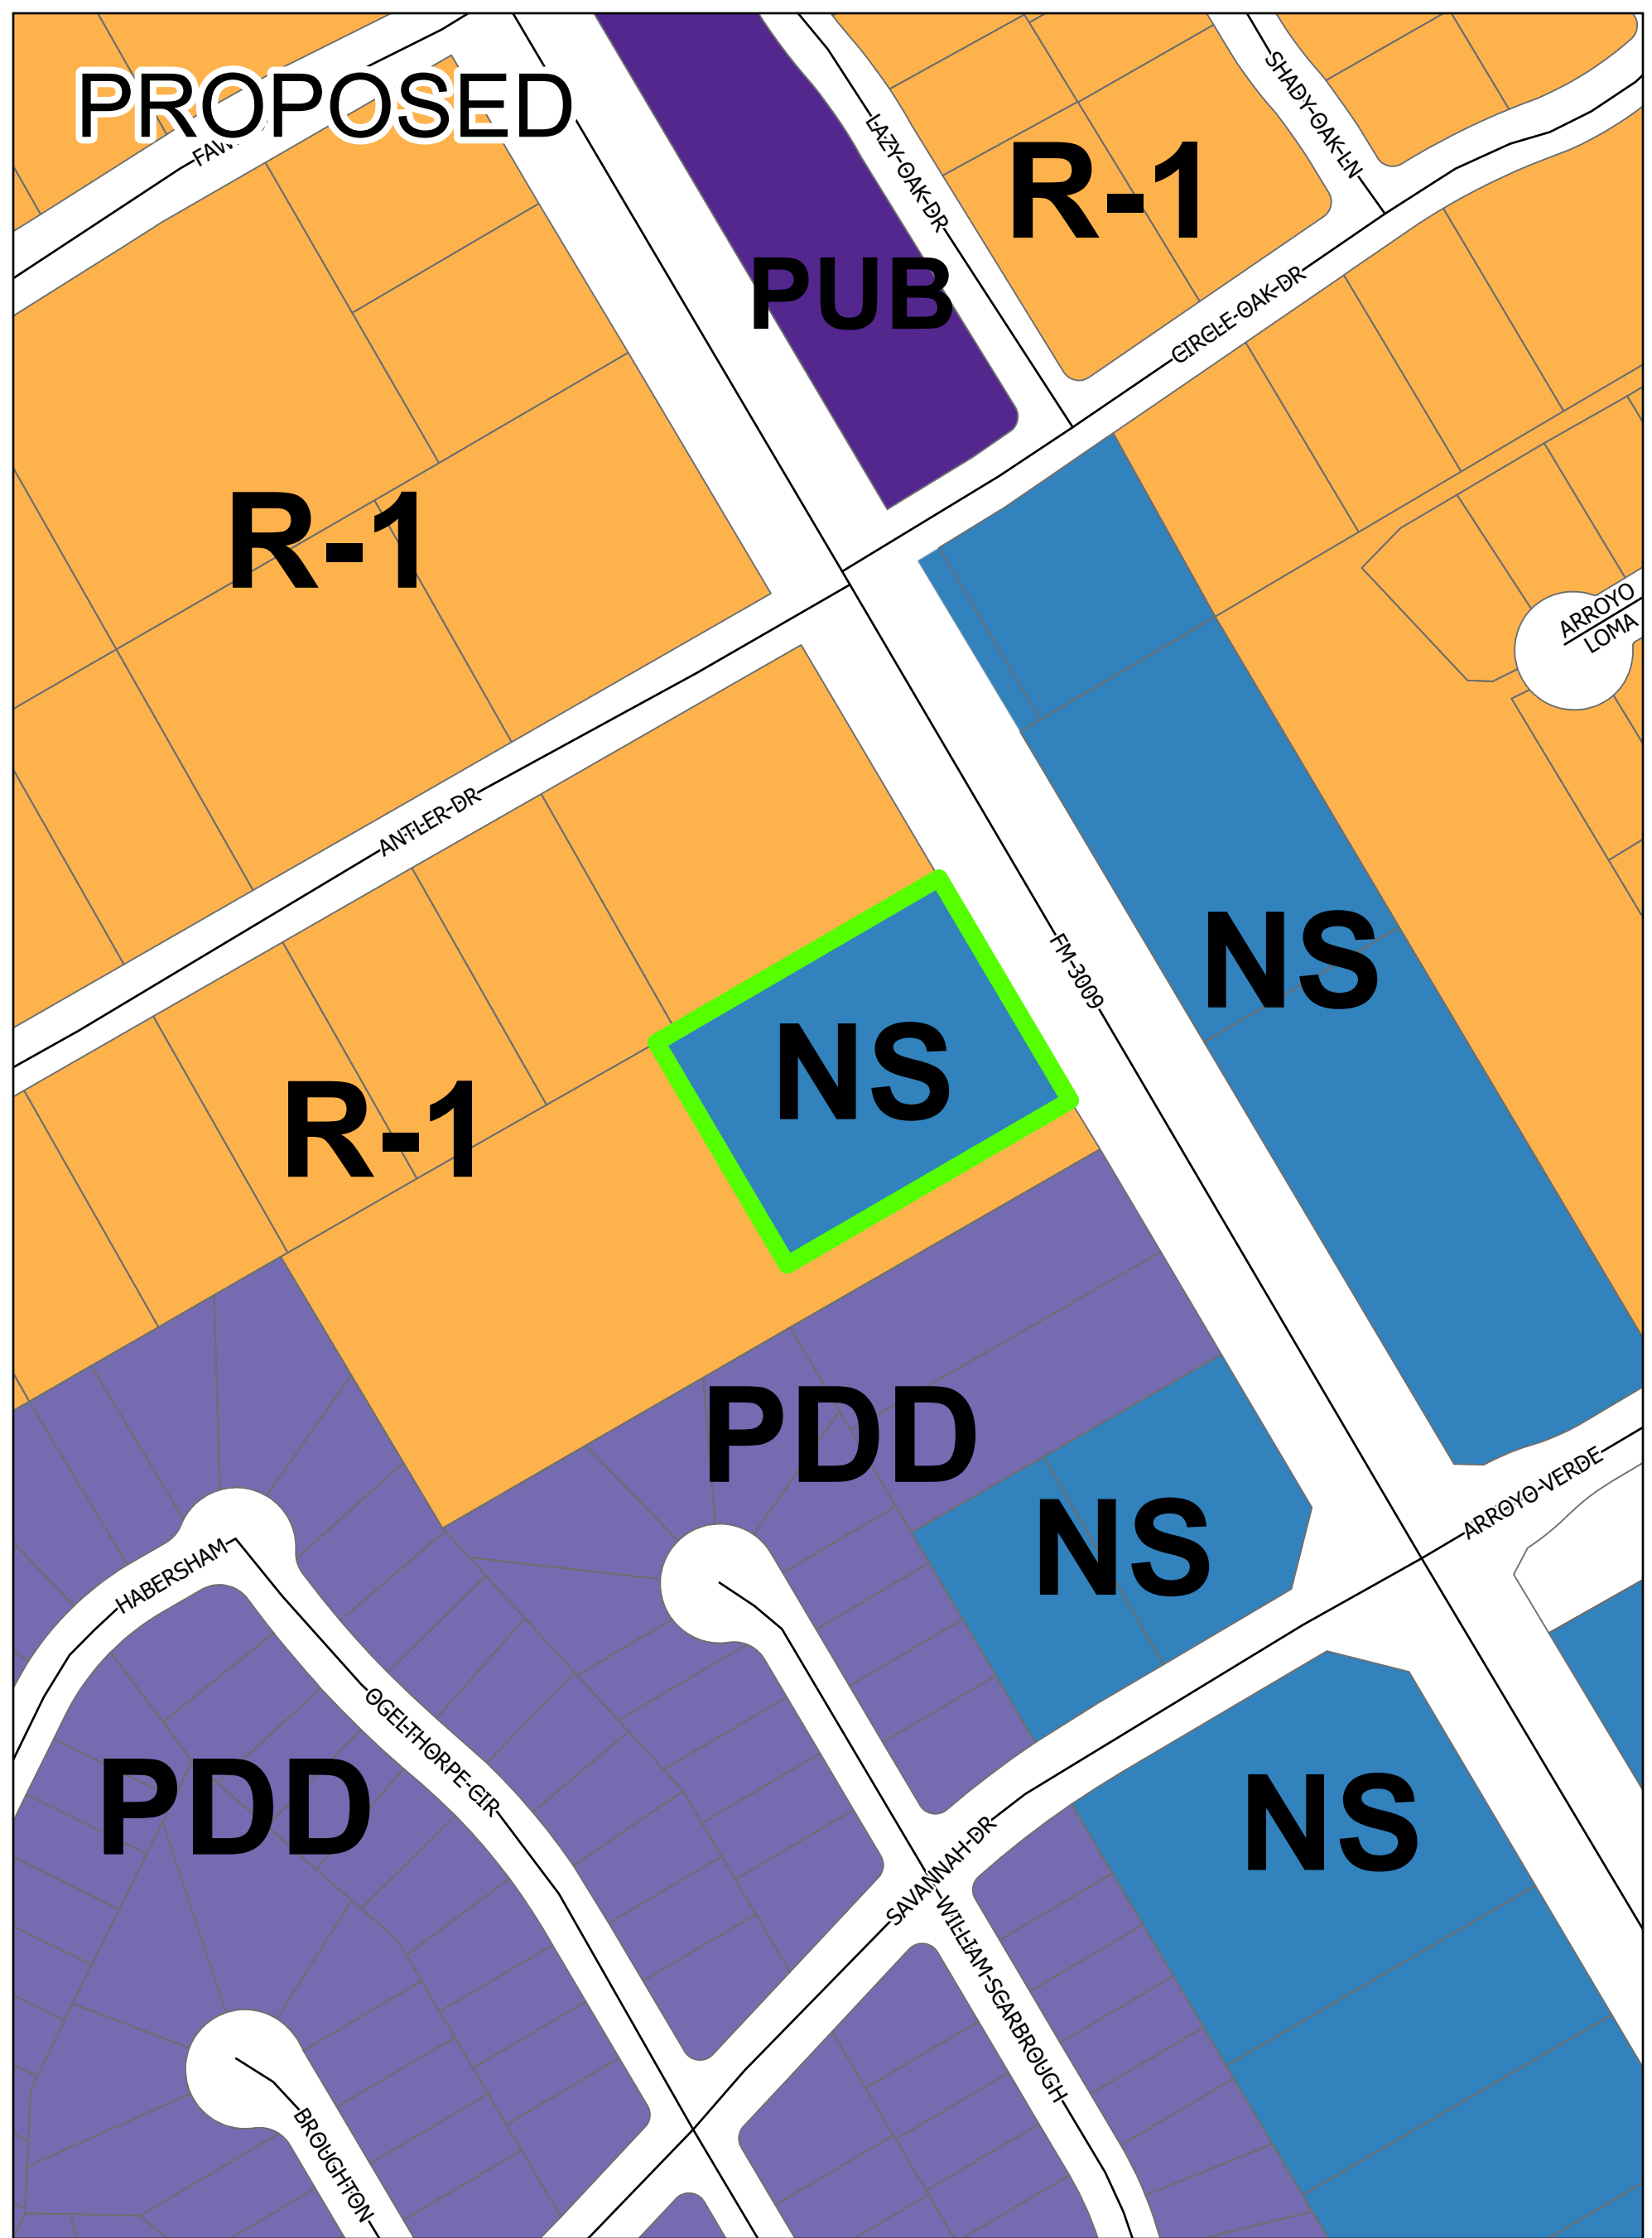 PROPOSED
SHADY OAK LN
LAZY OAK DR
R-1
PUB
CIRCLE OAK DR
R-1
ARROYO
LOMA
ANTLER DR
NS
FM 3009
NS
R-1
PDD
NS
ARROYO VERDE
HABERSHAM
OGELTHORPE CIR
PDD
NS
SAVANNAH DR
WILLIAM SCARBROUGH
BROUGHTON